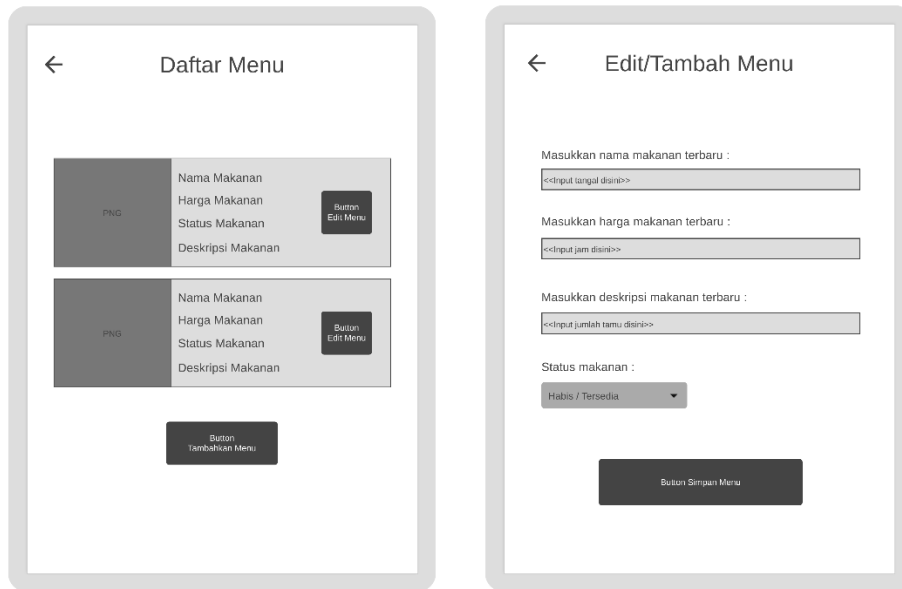 Daftar Menu
PNG
Nama Makanan
Harga Makanan
Status Makanan
Deskripsi Makanan
Button
Edit Menu
PNG
Nama Makanan
Harga Makanan
Status Makanan
Deskripsi Makanan
Button
Edit Menu
Button
Tambahkan Menu
Edit/Tambah Menu
Masukkan nama makanan terbaru :
<<Input tangal disini>>
Masukkan harga makanan terbaru :
<<Input jam disini>>
Masukkan deskripsi makanan terbaru :
<<Input jumlah tamu disini>>
Status makanan :
Habis / Tersedia
Button Simpan Menu